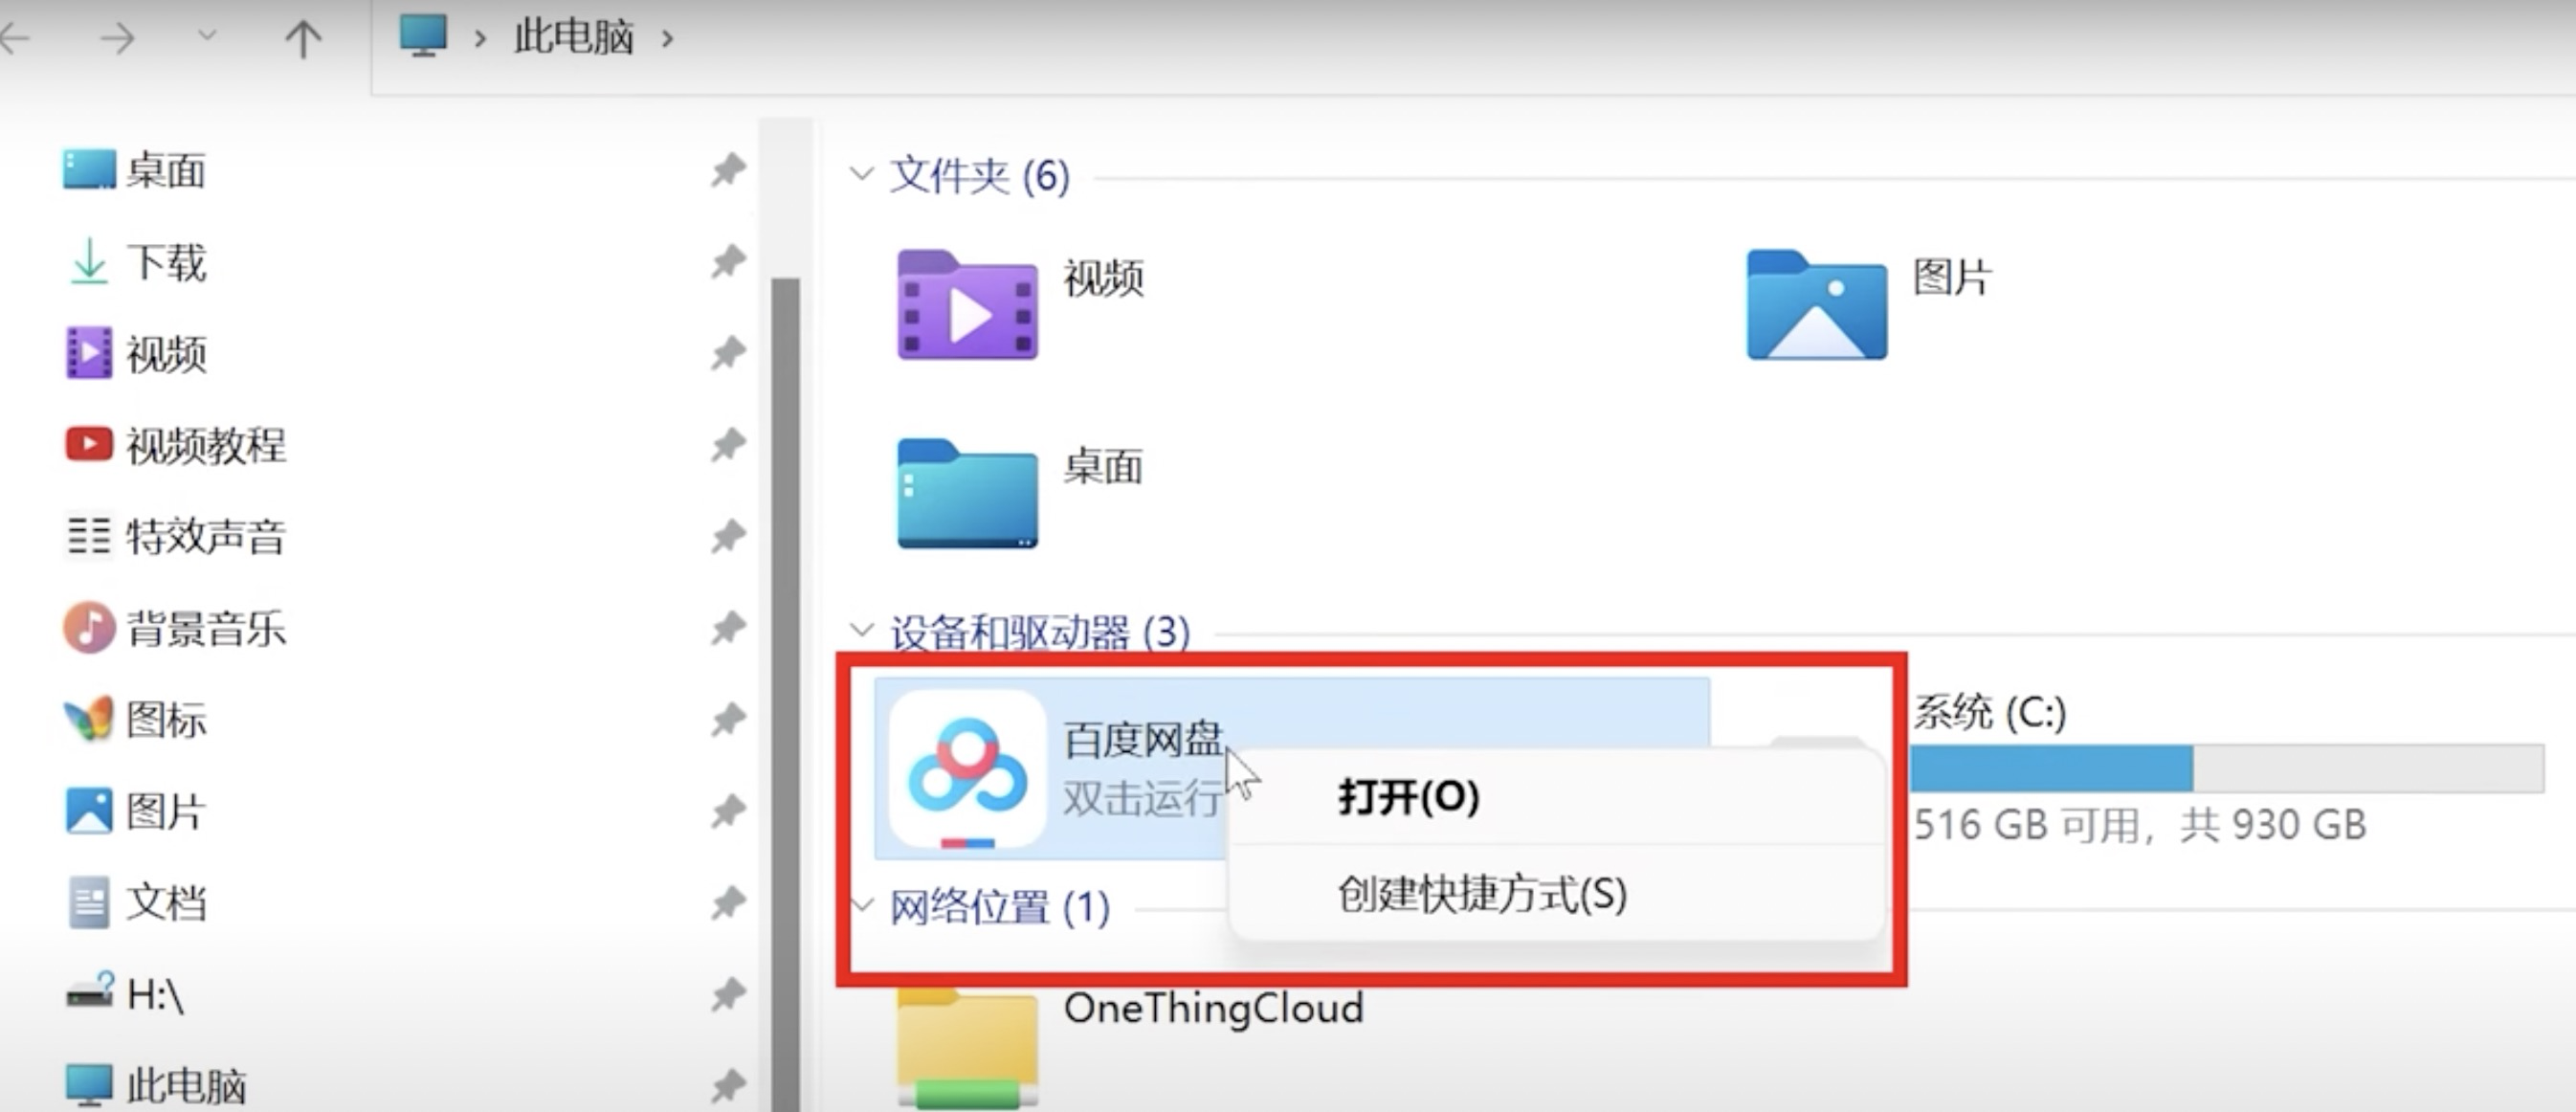 此电脑
桌面
下载
视频
视频教程
特效声音
背景音乐
图标
图片
文档
H:\
此电脑
文件夹 (6)
视频
图片
桌面
设备和驱动器 (3)
百度网盘
双击运行
系统 (C:)
516 GB 可用，共 930 GB
打开(O)
创建快捷方式(S)
网络位置 (1)
OneThingCloud